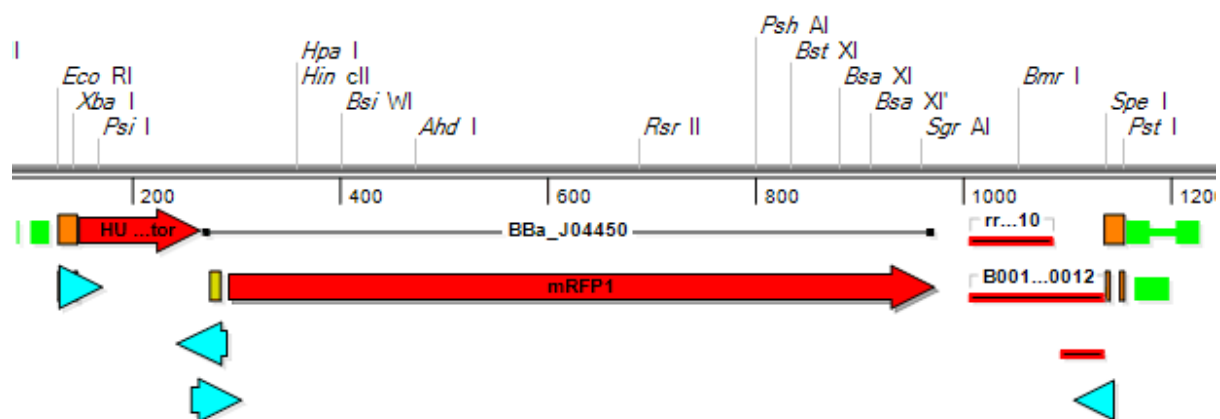 Psh AI
I
Hpa I
Bst XI
Eco RI
Hin cII
Bsa XI
Bmr I
Xba I
Bsi WI
Bsa XI'
Spe I
Psi I
Ahd I
Rsr II
Sgr AI
Pst I
200
400
600
800
1000
1200
HU ...tor
BBa_J04450
rr...10
mRFP1
B001...0012